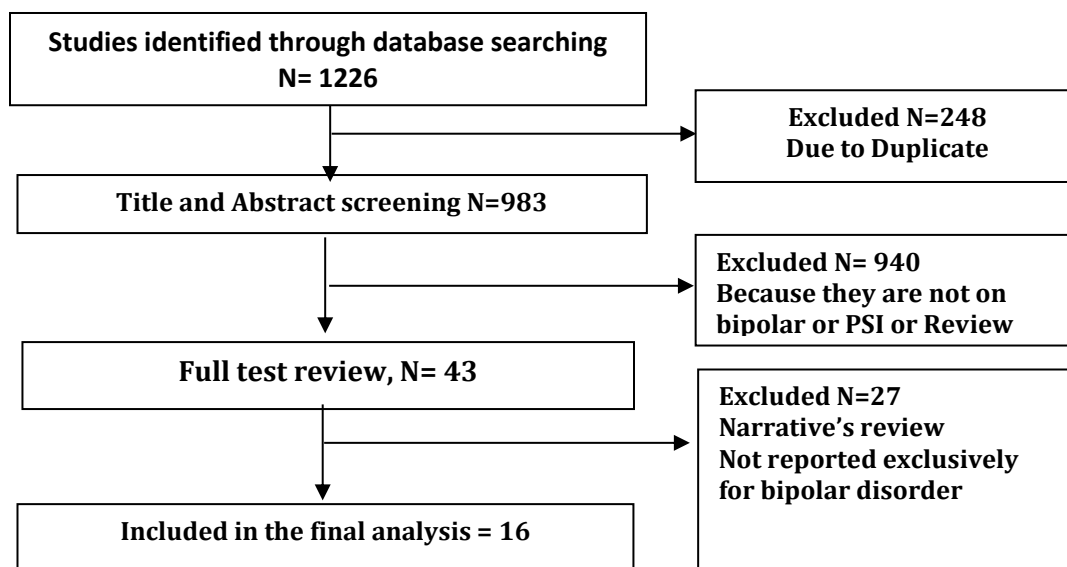 Studies identified through database searching
N= 1226
Excluded N=248
Due to Duplicate
Title and Abstract screening N=983
Excluded N= 940
Because they are not on
bipolar or PSI or Review
Full test review, N= 43
Excluded N=27
Narrative’s review
Not reported exclusively
for bipolar disorder
Included in the final analysis = 16